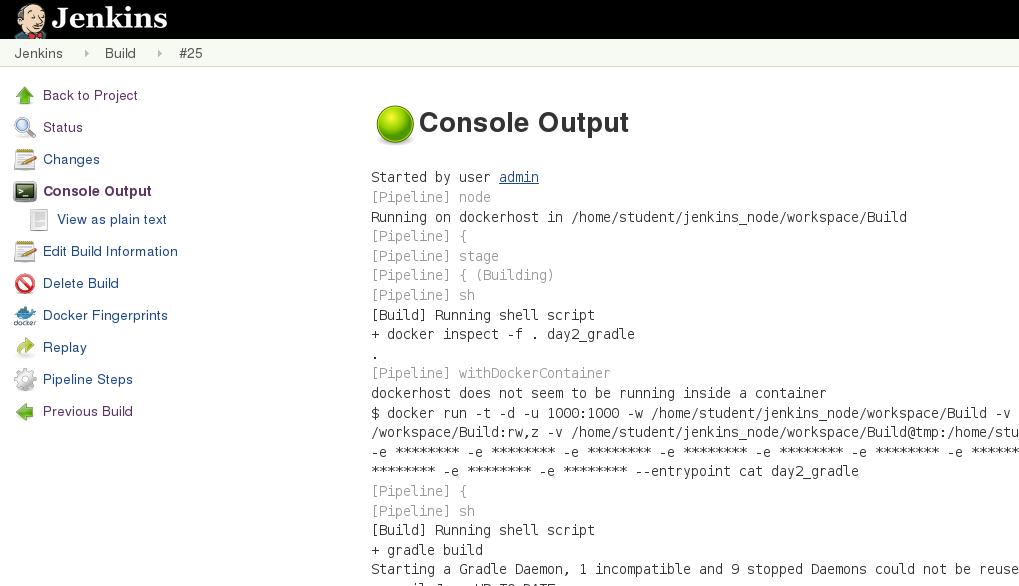 Jenkins
Jenkins Build #25
Back to Project
Status
Changes
Console Output
View as plain text
Edit Build Information
Delete Build
docker Docker Fingerprints
Replay
Pipeline Steps
Previous Build
Console Output
Started by user admin
[Pipeline] node
Running on dockerhost in /home/student/jenkins_node/workspace/Build
[Pipeline] {
[Pipeline] stage
[Pipeline] { (Building)
[Pipeline] sh
[Build] Running shell script
+ docker inspect -f . day2_gradle
.
[Pipeline] withDockerContainer
dockerhost does not seem to be running inside a container
$ docker run -t -d -u 1000:1000 -w /home/student/jenkins_node/workspace/Build -v
/workspace/Build:rw,z -v /home/student/jenkins_node/workspace/Build@tmp:/home/stu
-e ******** -e ******** -e ******** -e ******** -e ******** -e ******** -e ******
******** -e ******** -e ******** --entrypoint cat day2_gradle
[Pipeline] {
[Pipeline] sh
[Build] Running shell script
+ gradle build
Starting a Gradle Daemon, 1 incompatible and 9 stopped Daemons could not be reuse